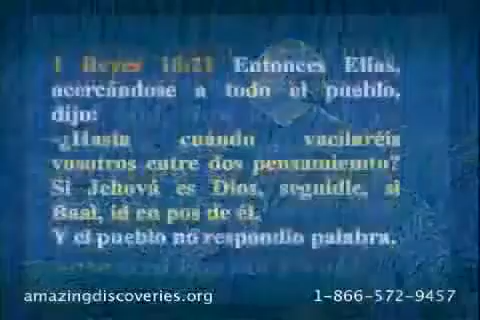 1 Reyes 18:21 Entonces Elías,
acercándose a todo el pueblo,
dijo:
-¿Hasta cuándo vacilaréis
vosotros entre dos pensamiento?
Si Jehová es Dios, seguidle, si
Baal, id en pos de él.
Y el pueblo no respondio palabra.
amazingdiscoveries.org 1-866-572-9457